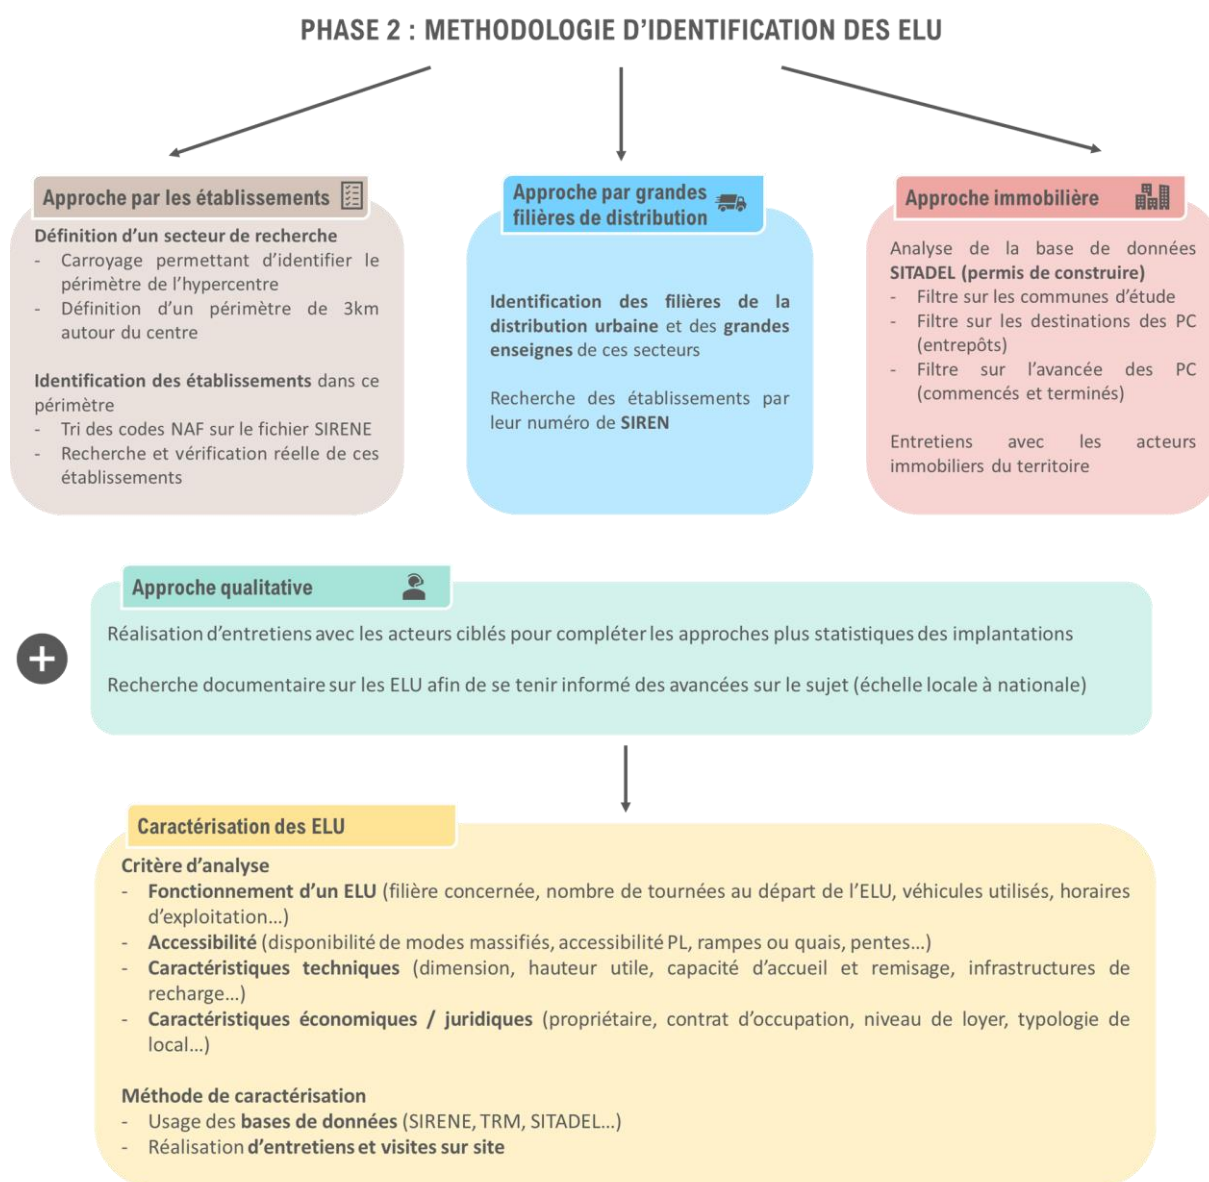 PHASE 2 : METHODOLOGIE D'IDENTIFICATION DES ELU
Approche par les établissements
Définition d'un secteur de recherche
- Carroyage permettant d'identifier le
périmètre de l'hypercentre
- Définition d'un périmètre de 3km
autour du centre
Identification des établissements dans ce
périmètre
- Tri des codes NAF sur le fichier SIRENE
- Recherche et vérification réelle de ces
établissements
Approche par grandes
filières de distribution
Identification des filières de la
distribution urbaine et des grandes
enseignes de ces secteurs
Recherche des établissements par
leur numéro de SIREN
Approche immobilière
Analyse de la base de données
SITADEL (permis de construire)
- Filtre sur les communes d'étude
- Filtre sur les destinations des PC
(entrepôts)
- Filtre sur l'avancée des PC
(commencés et terminés)
Entretiens avec les acteurs
immobiliers du territoire
+
Approche qualitative
Réalisation d'entretiens avec les acteurs ciblés pour compléter les approches plus statistiques des implantations
Recherche documentaire sur les ELU afin de se tenir informé des avancées sur le sujet (échelle locale à nationale)
Caractérisation des ELU
Critère d'analyse
- Fonctionnement d'un ELU (filière concernée, nombre de tournées au départ de l'ELU, véhicules utilisés, horaires
d'exploitation...)
- Accessibilité (disponibilité de modes massifiés, accessibilité PL, rampes ou quais, pentes...)
- Caractéristiques techniques (dimension, hauteur utile, capacité d'accueil et remisage, infrastructures de
recharge...)
- Caractéristiques économiques / juridiques (propriétaire, contrat d'occupation, niveau de loyer, typologie de
local...)
Méthode de caractérisation
- Usage des bases de données (SIRENE, TRM, SITADEL...)
- Réalisation d'entretiens et visites sur site